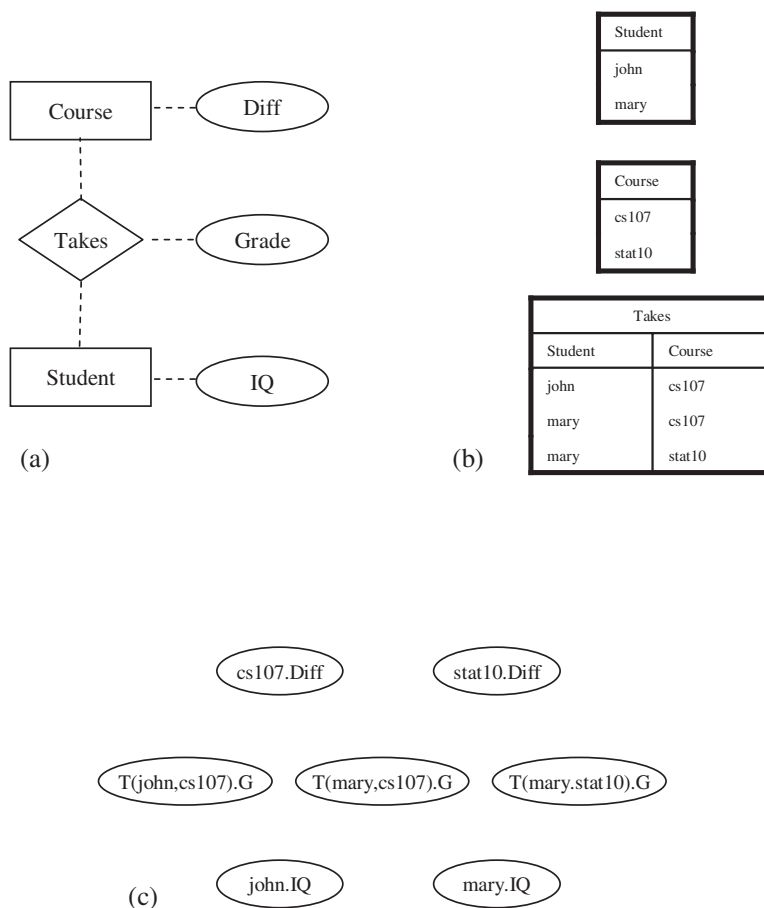 Course
Diff
Takes
Grade
Student
IQ
(a)
Student
john
mary
Course
cs107
stat10
Takes
Student Course
john cs107
mary cs107
mary stat10
(b)
cs107.Diff stat10.Diff
T(john,cs107).G T(mary,cs107).G T(mary.stat10).G
john.IQ mary.IQ
(c)